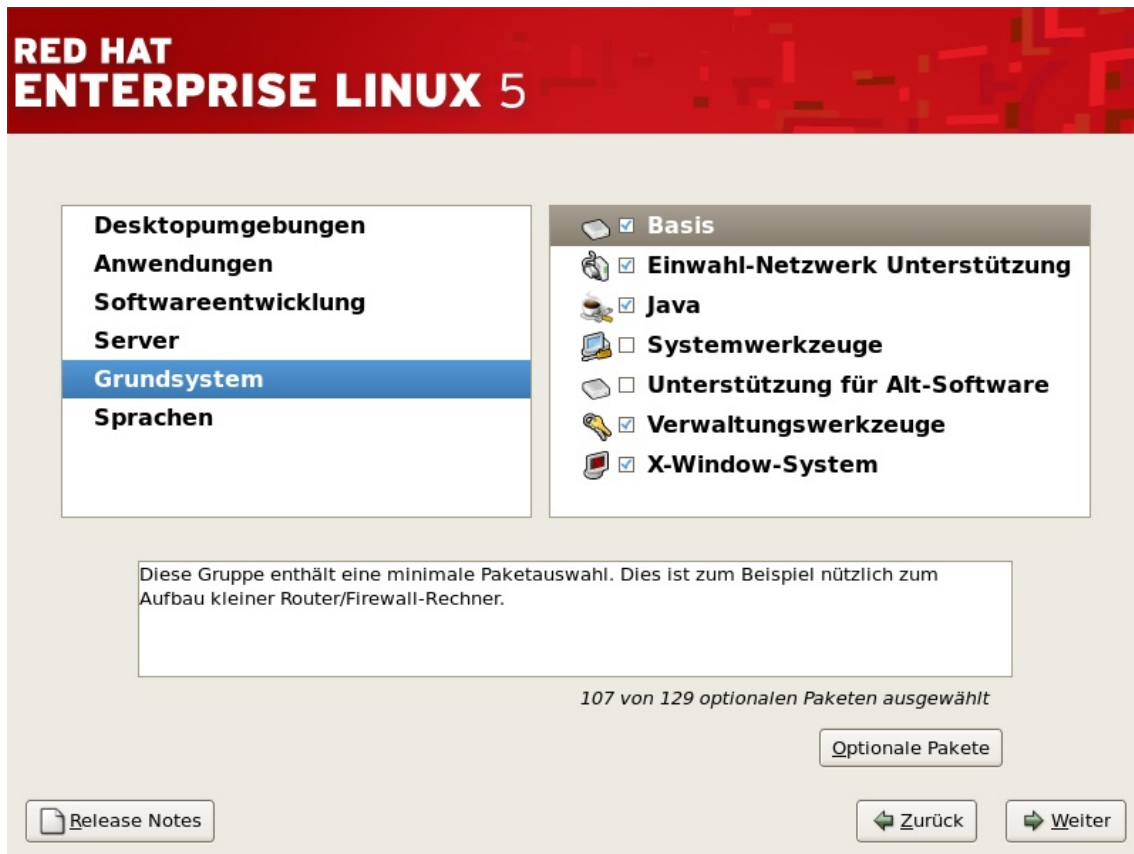 RED HAT
ENTERPRISE LINUX 5
Desktopumgebungen
Anwendungen
Softwareentwicklung
Server
Grundsystem
Sprachen
Basis
Einwahl-Netzwerk Unterstützung
Java
Systemwerkzeuge
Unterstützung für Alt-Software
Verwaltungswerkzeuge
X-Window-System
Diese Gruppe enthält eine minimale Paketauswahl. Dies ist zum Beispiel nützlich zum
Aufbau kleiner Router/Firewall-Rechner.
107 von 129 optionalen Paketen ausgewählt
Optionale Pakete
Release Notes
Zurück
Weiter